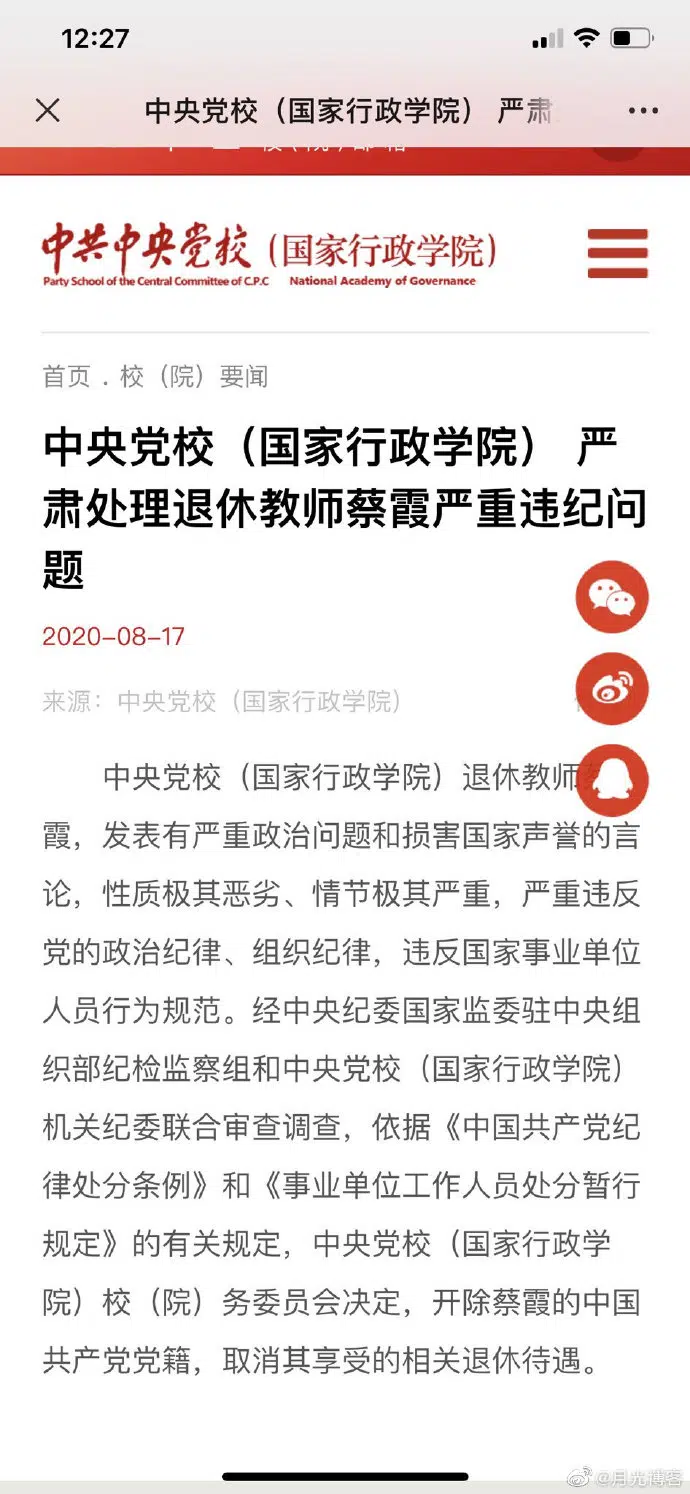 12:27
中央党校（国家行政学院） 严肃
中共中央党校（国家行政学院）
Party School of the Central Committee of C.P.C National Academy of Governance
首页 . 校（院）要闻
中央党校（国家行政学院） 严
肃处理退休教师蔡霞严重违纪问
题
2020-08-17
来源：中央党校（国家行政学院）
中央党校（国家行政学院）退休教师蔡
霞，发表有严重政治问题和损害国家声誉的言
论，性质极其恶劣、情节极其严重，严重违反
党的政治纪律、组织纪律，违反国家事业单位
人员行为规范。经中央纪委国家监委驻中央组
织部纪检监察组和中央党校（国家行政学院）
机关纪委联合审查调查，依据《中国共产党纪
律处分条例》和《事业单位工作人员处分暂行
规定》的有关规定，中央党校（国家行政学
院）校（院）务委员会决定，开除蔡霞的中国
共产党党籍，取消其享受的相关退休待遇。
@月光博客